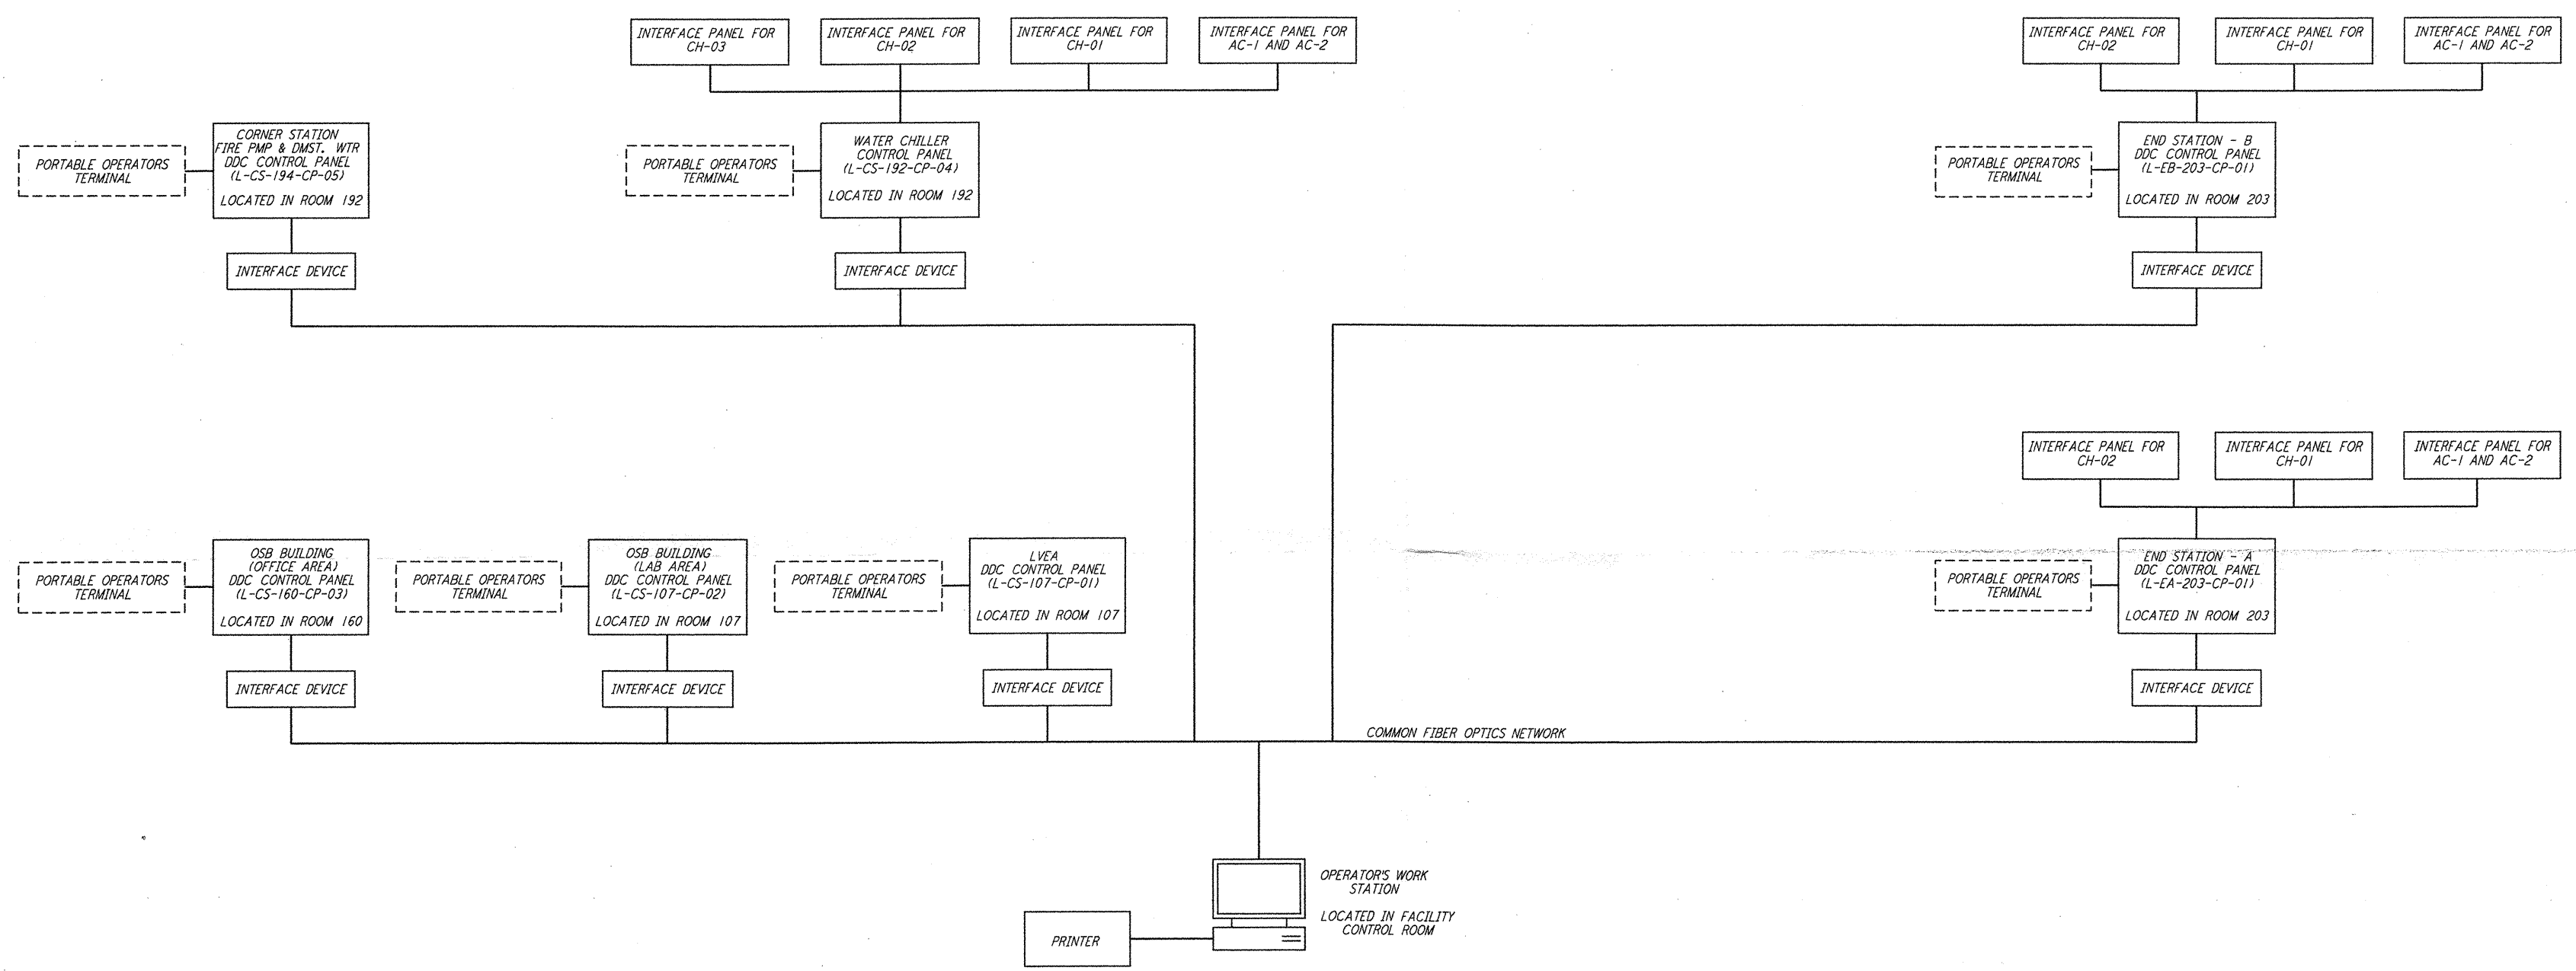 INTERFACE PANEL FOR
CH-03
INTERFACE PANEL FOR
CH-02
INTERFACE PANEL FOR
CH-01
INTERFACE PANEL FOR
AC-1 AND AC-2
INTERFACE PANEL FOR
CH-02
INTERFACE PANEL FOR
CH-01
INTERFACE PANEL FOR
AC-1 AND AC-2
PORTABLE OPERATORS
TERMINAL
CORNER STATION
FIRE PMP & DMST. WTR
DDC CONTROL PANEL
(L-CS-194-CP-05)
LOCATED IN ROOM 192
PORTABLE OPERATORS
TERMINAL
WATER CHILLER
CONTROL PANEL
(L-CS-192-CP-04)
LOCATED IN ROOM 192
PORTABLE OPERATORS
TERMINAL
END STATION - B
DDC CONTROL PANEL
(L-EB-203-CP-01)
LOCATED IN ROOM 203
INTERFACE DEVICE
INTERFACE DEVICE
INTERFACE DEVICE
INTERFACE PANEL FOR
CH-02
INTERFACE PANEL FOR
CH-01
INTERFACE PANEL FOR
AC-1 AND AC-2
PORTABLE OPERATORS
TERMINAL
OSB BUILDING
(OFFICE AREA)
DDC CONTROL PANEL
(L-CS-160-CP-03)
LOCATED IN ROOM 160
PORTABLE OPERATORS
TERMINAL
OSB BUILDING
(LAB AREA)
DDC CONTROL PANEL
(L-CS-107-CP-02)
LOCATED IN ROOM 107
PORTABLE OPERATORS
TERMINAL
LVEA
DDC CONTROL PANEL
(L-CS-107-CP-01)
LOCATED IN ROOM 107
PORTABLE OPERATORS
TERMINAL
END STATION - A
DDC CONTROL PANEL
(L-EA-203-CP-01)
LOCATED IN ROOM 203
INTERFACE DEVICE
INTERFACE DEVICE
INTERFACE DEVICE
INTERFACE DEVICE
COMMON FIBER OPTICS NETWORK
OPERATOR'S WORK
STATION
LOCATED IN FACILITY
CONTROL ROOM
PRINTER